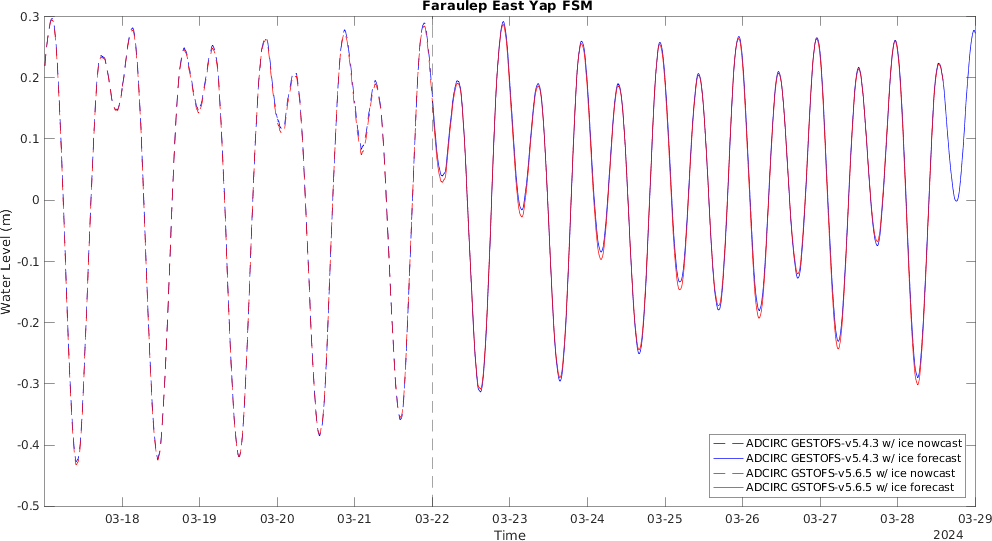 Faraulep East Yap FSM
0.3
0.2
0.1
0
-0.1
-0.2
-0.3
-0.4
-0.5
Water Level (m)
ADCIRC GESTOFS-v5.4.3 w/ ice nowcast
ADCIRC GESTOFS-v5.4.3 w/ ice forecast
ADCIRC GSTOFS-v5.6.5 w/ ice nowcast
ADCIRC GSTOFS-v5.6.5 w/ ice forecast
03-18 03-19 03-20 03-21 03-22 03-23 03-24 03-25 03-26 03-27 03-28 03-29
Time
2024